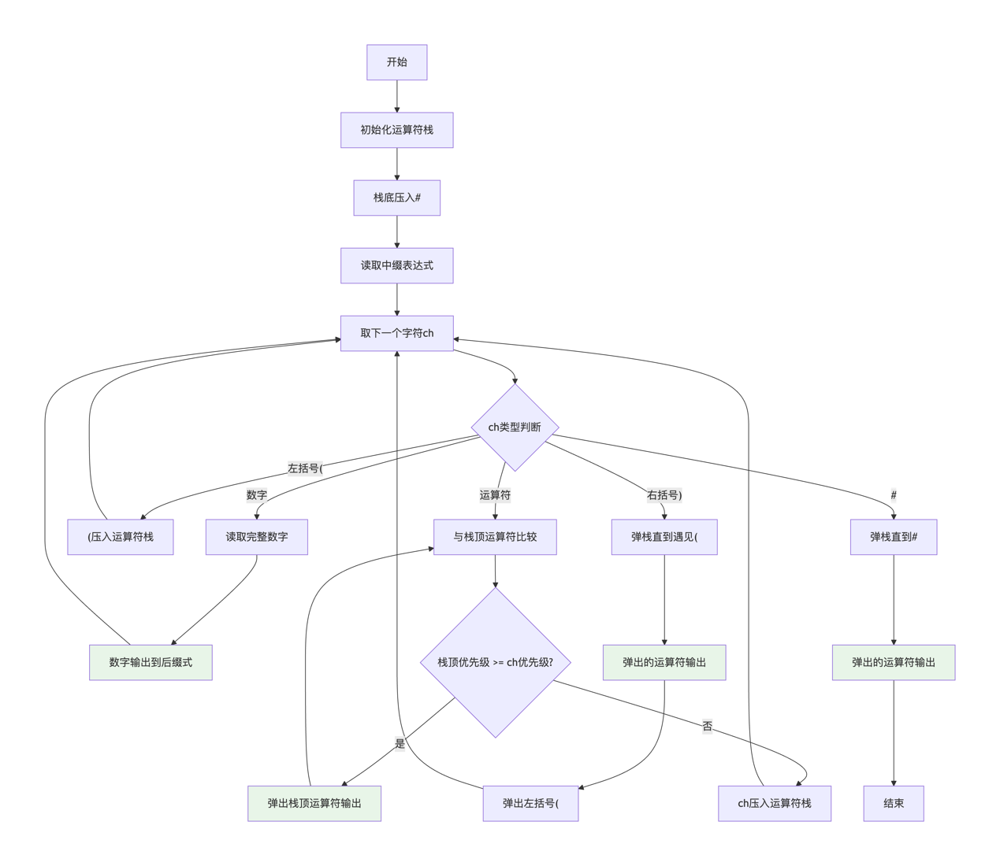 开始
初始化运算符栈
栈底压入#
读取中缀表达式
取下一个字符ch
ch类型判断
左括号(
数字
运算符
右括号)
#
(压入运算符栈
读取完整数字
与栈顶运算符比较
弹栈直到遇见(
弹栈直到#
数字输出到后缀式
栈顶优先级 >= ch优先级?
弹出的运算符输出
弹出的运算符输出
是
否
弹出栈顶运算符输出
弹出左括号(
ch压入运算符栈
结束